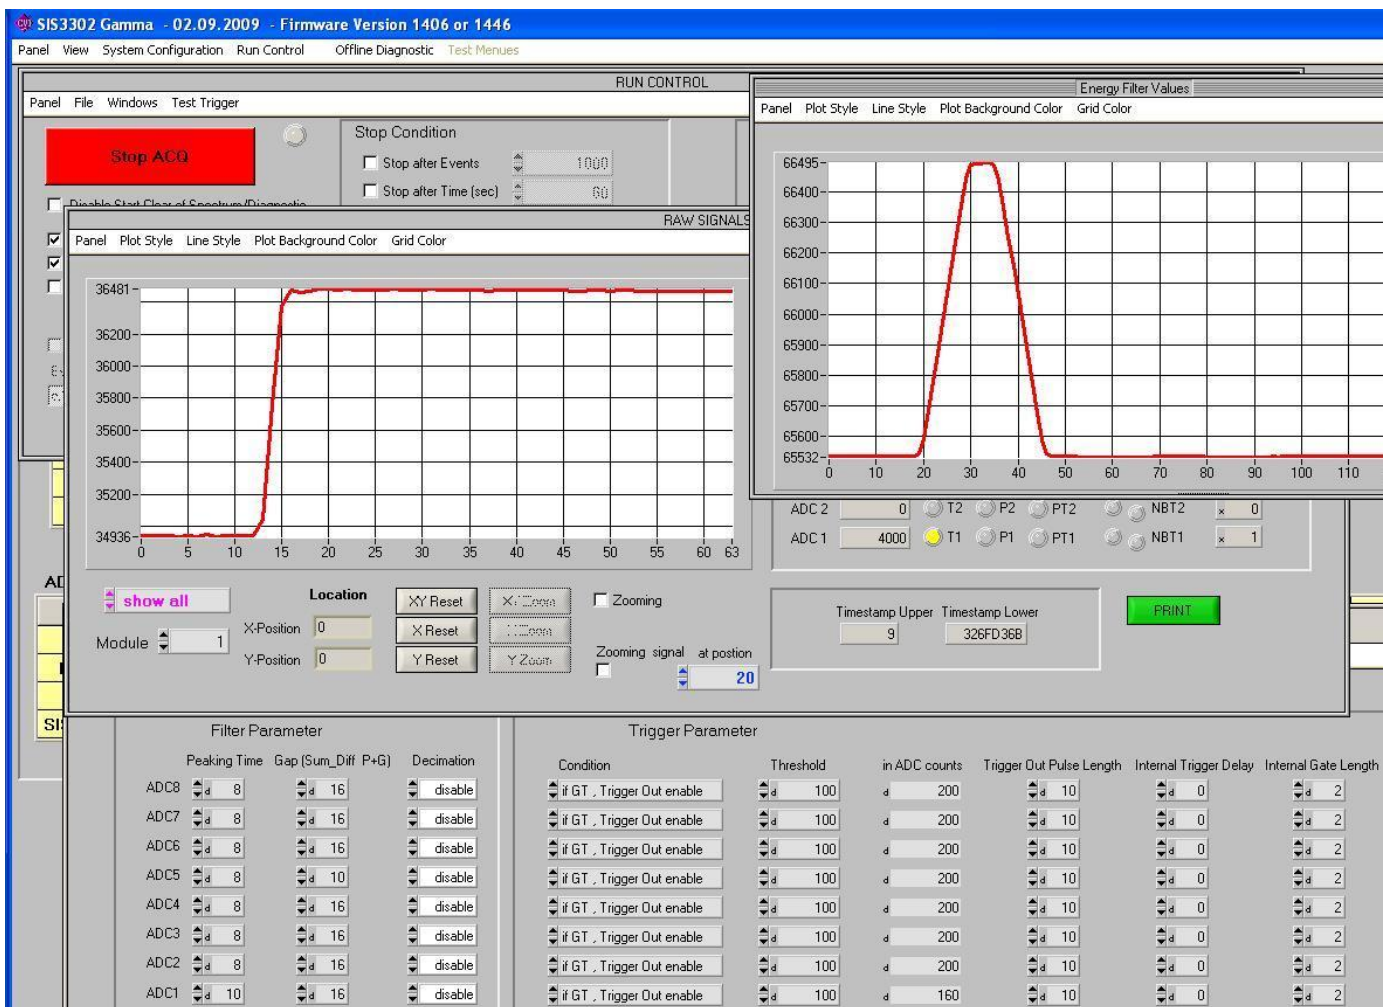 SIS3302 Gamma - 02.09.2009 - Firmware Version 1406 or 1446
Panel View System Configuration Run Control Offline Diagnostic Test Menues
RUN CONTROL
Panel File Windows Test Trigger
Stop ACQ
Stop Condition
Stop after Events 1000
Stop after Time (sec) 60
Disable Start Clear of Spectrum/Diagnostic
Energy Filter Values
Panel Plot Style Line Style Plot Background Color Grid Color
66495
66400
66300
66200
66100
66000
65900
65800
65700
65600
65532
0 10 20 30 40 50 60 70 80 90 100 110
RAW SIGNALS
Panel Plot Style Line Style Plot Background Color Grid Color
36481
36200
36000
35800
35600
35400
35200
34936
0 5 10 15 20 25 30 35 40 45 50 55 60 63
ADC 2 0 T2 P2 PT2 NBT2 x 0
ADC 1 4000 T1 P1 PT1 NBT1 x 1
show all
Module 1
Location
X-Position 0
Y-Position 0
XY Reset
X Reset
Y Reset
XY Zoom
X Zoom
Y Zoom
Zooming
Zooming signal at postion
20
Timestamp Upper Timestamp Lower
9 326FD36B
PRINT
AD
SIS
Filter Parameter
Peaking Time Gap (Sum_Diff P+G) Decimation
ADC8 d 8 d 16 disable
ADC7 d 8 d 16 disable
ADC6 d 8 d 16 disable
ADC5 d 8 d 10 disable
ADC4 d 8 d 16 disable
ADC3 d 8 d 16 disable
ADC2 d 8 d 16 disable
ADC1 d 10 d 16 disable
Trigger Parameter
Condition Threshold in ADC counts Trigger Out Pulse Length Internal Trigger Delay Internal Gate Length
if GT , Trigger Out enable d 100 d 200 d 10 d 0 d 2
if GT , Trigger Out enable d 100 d 200 d 10 d 0 d 2
if GT , Trigger Out enable d 100 d 200 d 10 d 0 d 2
if GT , Trigger Out enable d 100 d 200 d 10 d 0 d 2
if GT , Trigger Out enable d 100 d 200 d 10 d 0 d 2
if GT , Trigger Out enable d 100 d 200 d 10 d 0 d 2
if GT , Trigger Out enable d 100 d 200 d 10 d 0 d 2
if GT , Trigger Out enable d 100 d 160 d 10 d 0 d 2